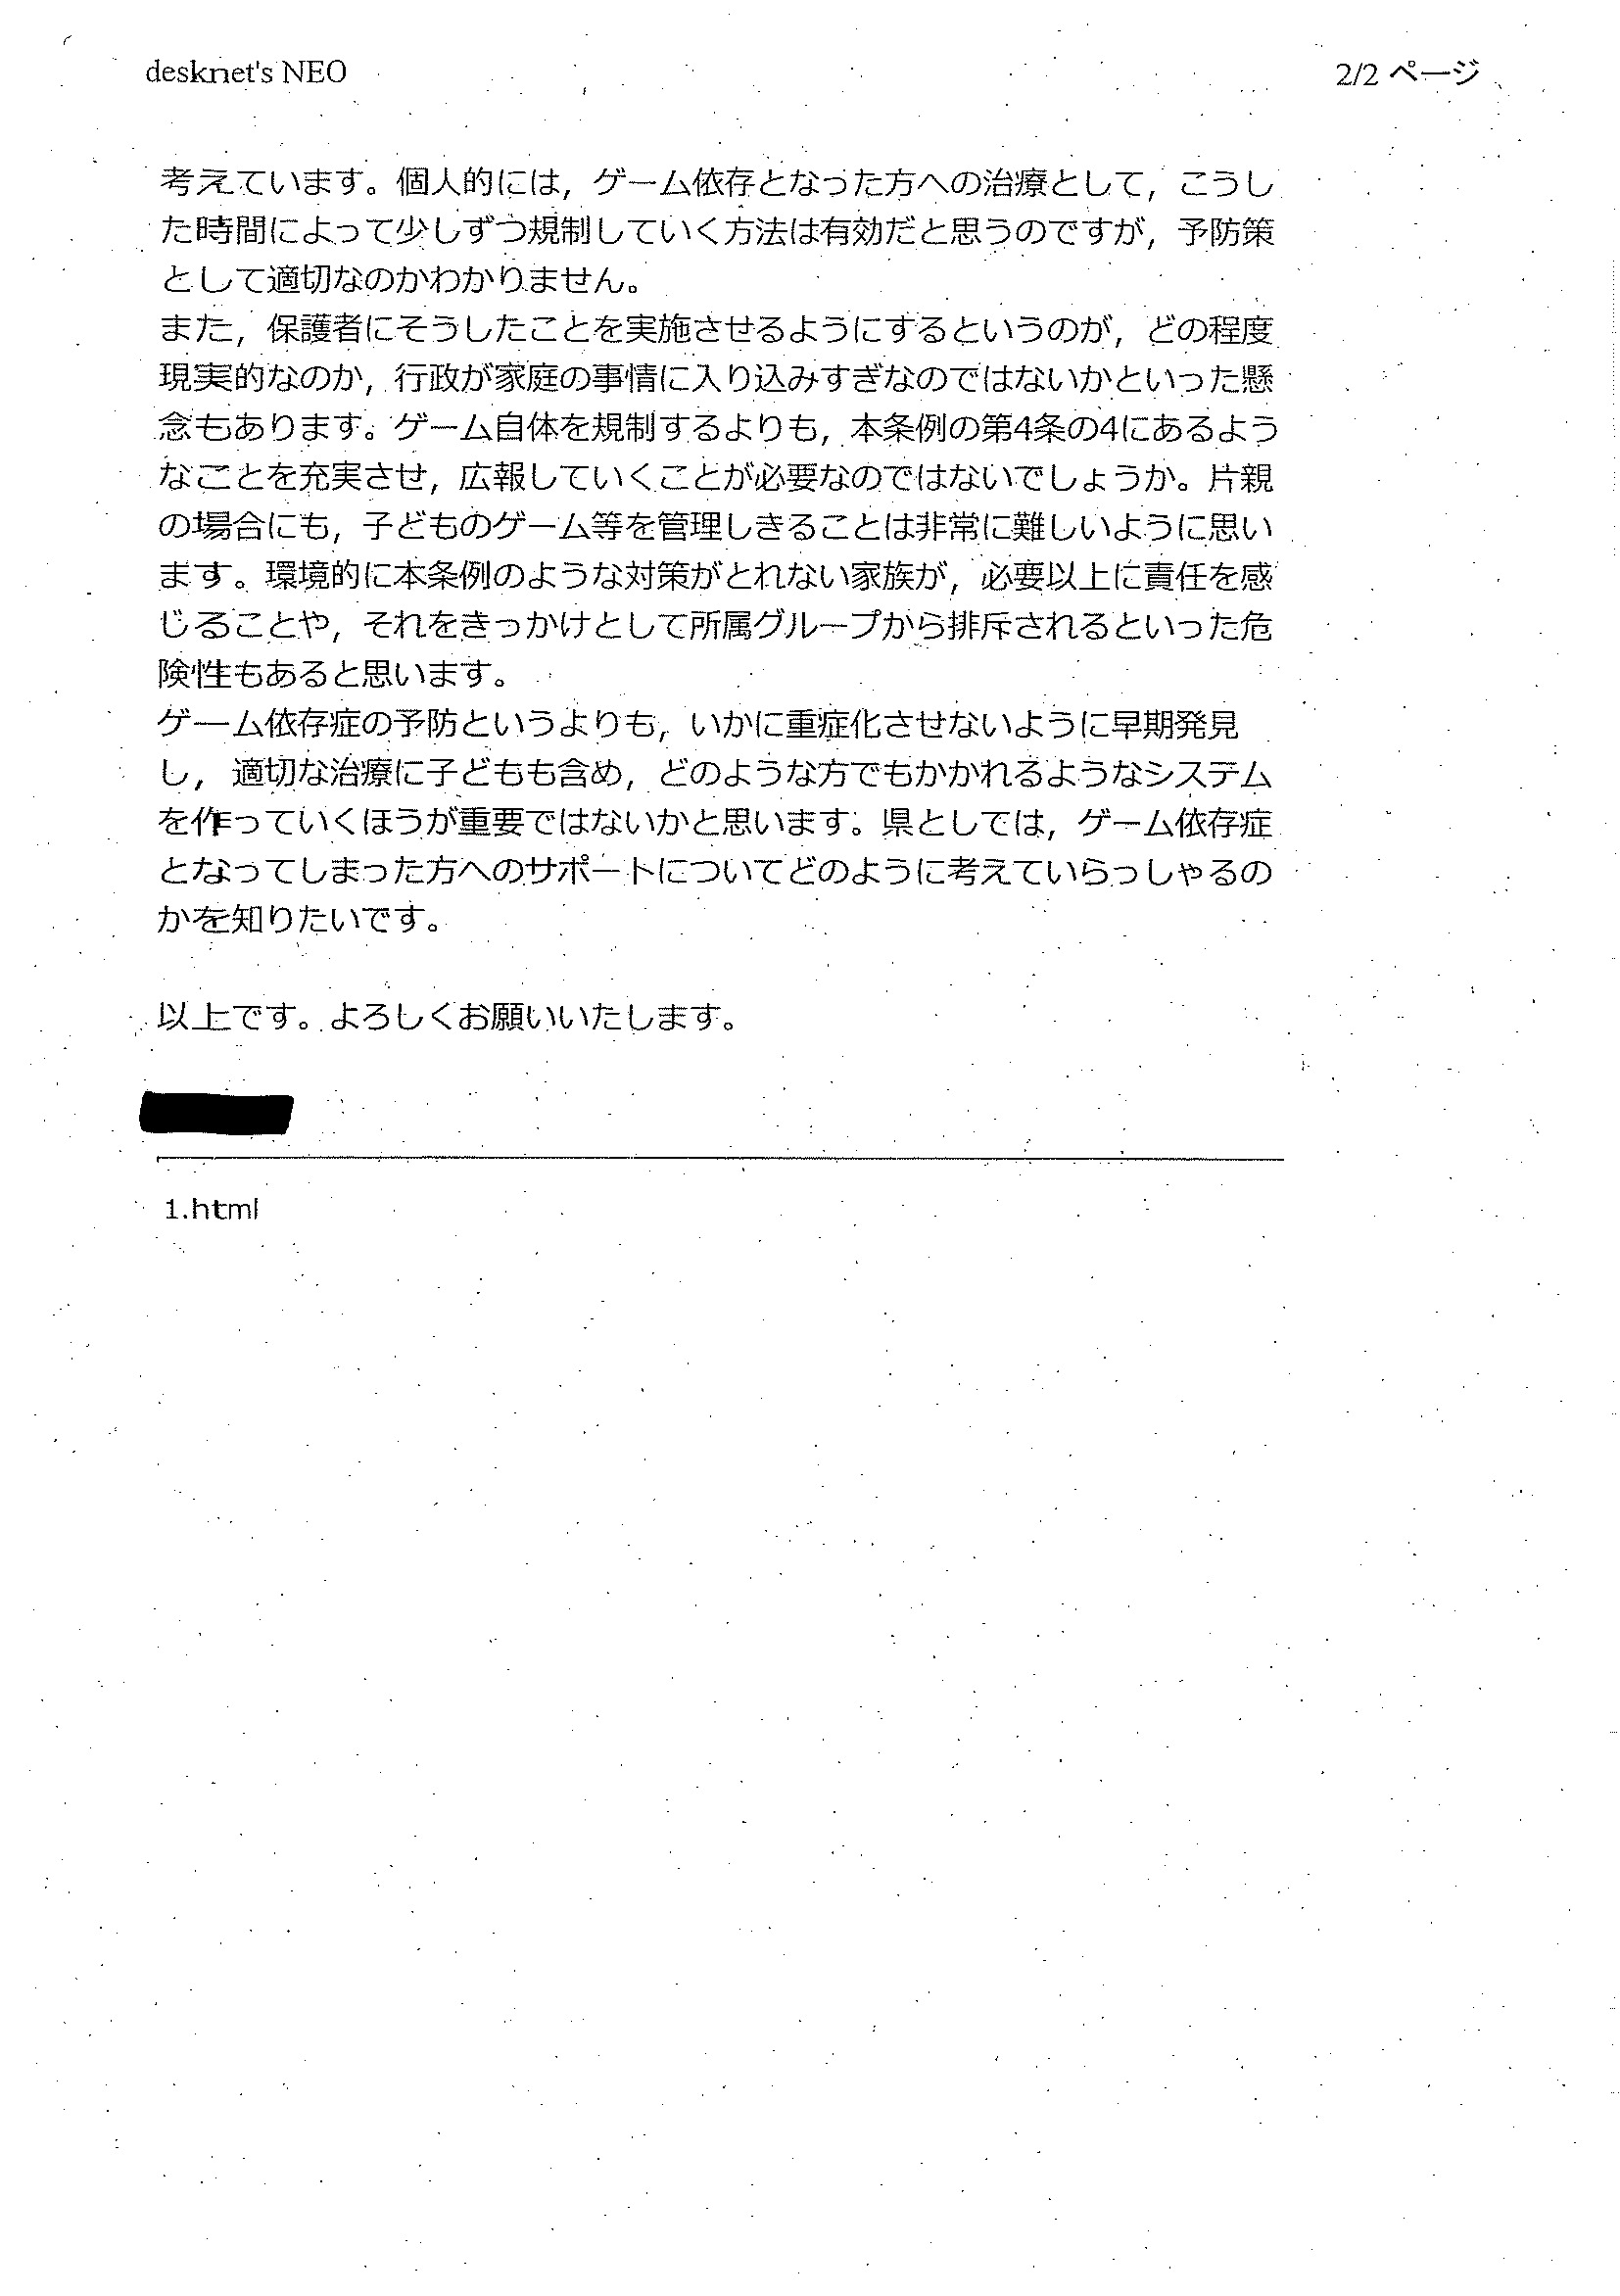 desknet's NEO
2/2 ページ
考えています。個人的には，ゲーム依存となった方への治療として，こうし
た時間によって少しずつ規制していく方法は有効だと思うのですが，予防策
として適切なのかわかりません。
また，保護者にそうしたことを実施させるようにするというのが，どの程度
現実的なのか，行政が家庭の事情に入り込みすぎなのではないかといった懸
念もあります。ゲーム自体を規制するよりも，本条例の第4条の4にあるよう
なことを充実させ，広報していくことが必要なのではないでしょうか。片親
の場合にも，子どものゲーム等を管理しきることは非常に難しいように思い
ます。環境的に本条例のような対策がとれない家族が，必要以上に責任を感
じることや，それをきっかけとして所属グループから排斥されるといった危
険性もあると思います。
ゲーム依存症の予防というよりも，いかに重症化させないように早期発見
し，適切な治療に子どもも含め，どのような方でもかかれるようなシステム
を作っていくほうが重要ではないかと思います。県としては，ゲーム依存症
となってしまった方へのサポートについてどのように考えていらっしゃるの
かを知りたいです。
以上です。よろしくお願いいたします。
1.html